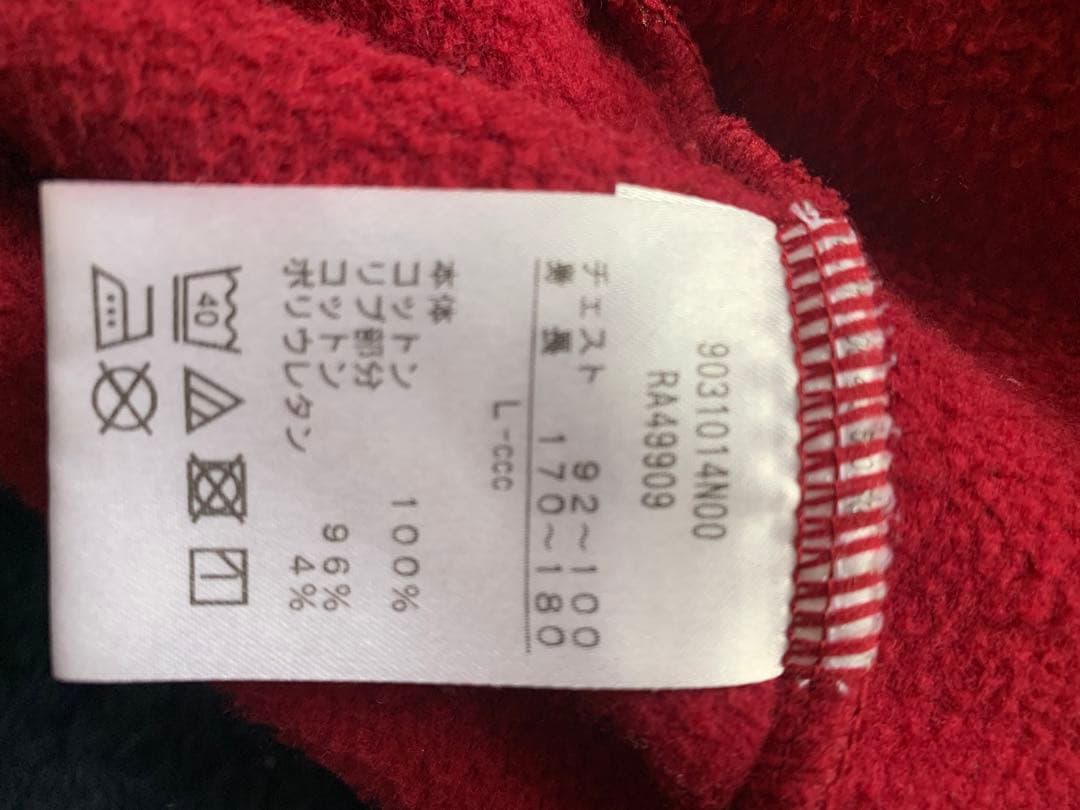 9031014N00
RA49909
チェスト 92～100
身長 170～180
L-CCC
本体
コットン 100%
リブ部分
コットン 96%
ポリウレタン 4%
40